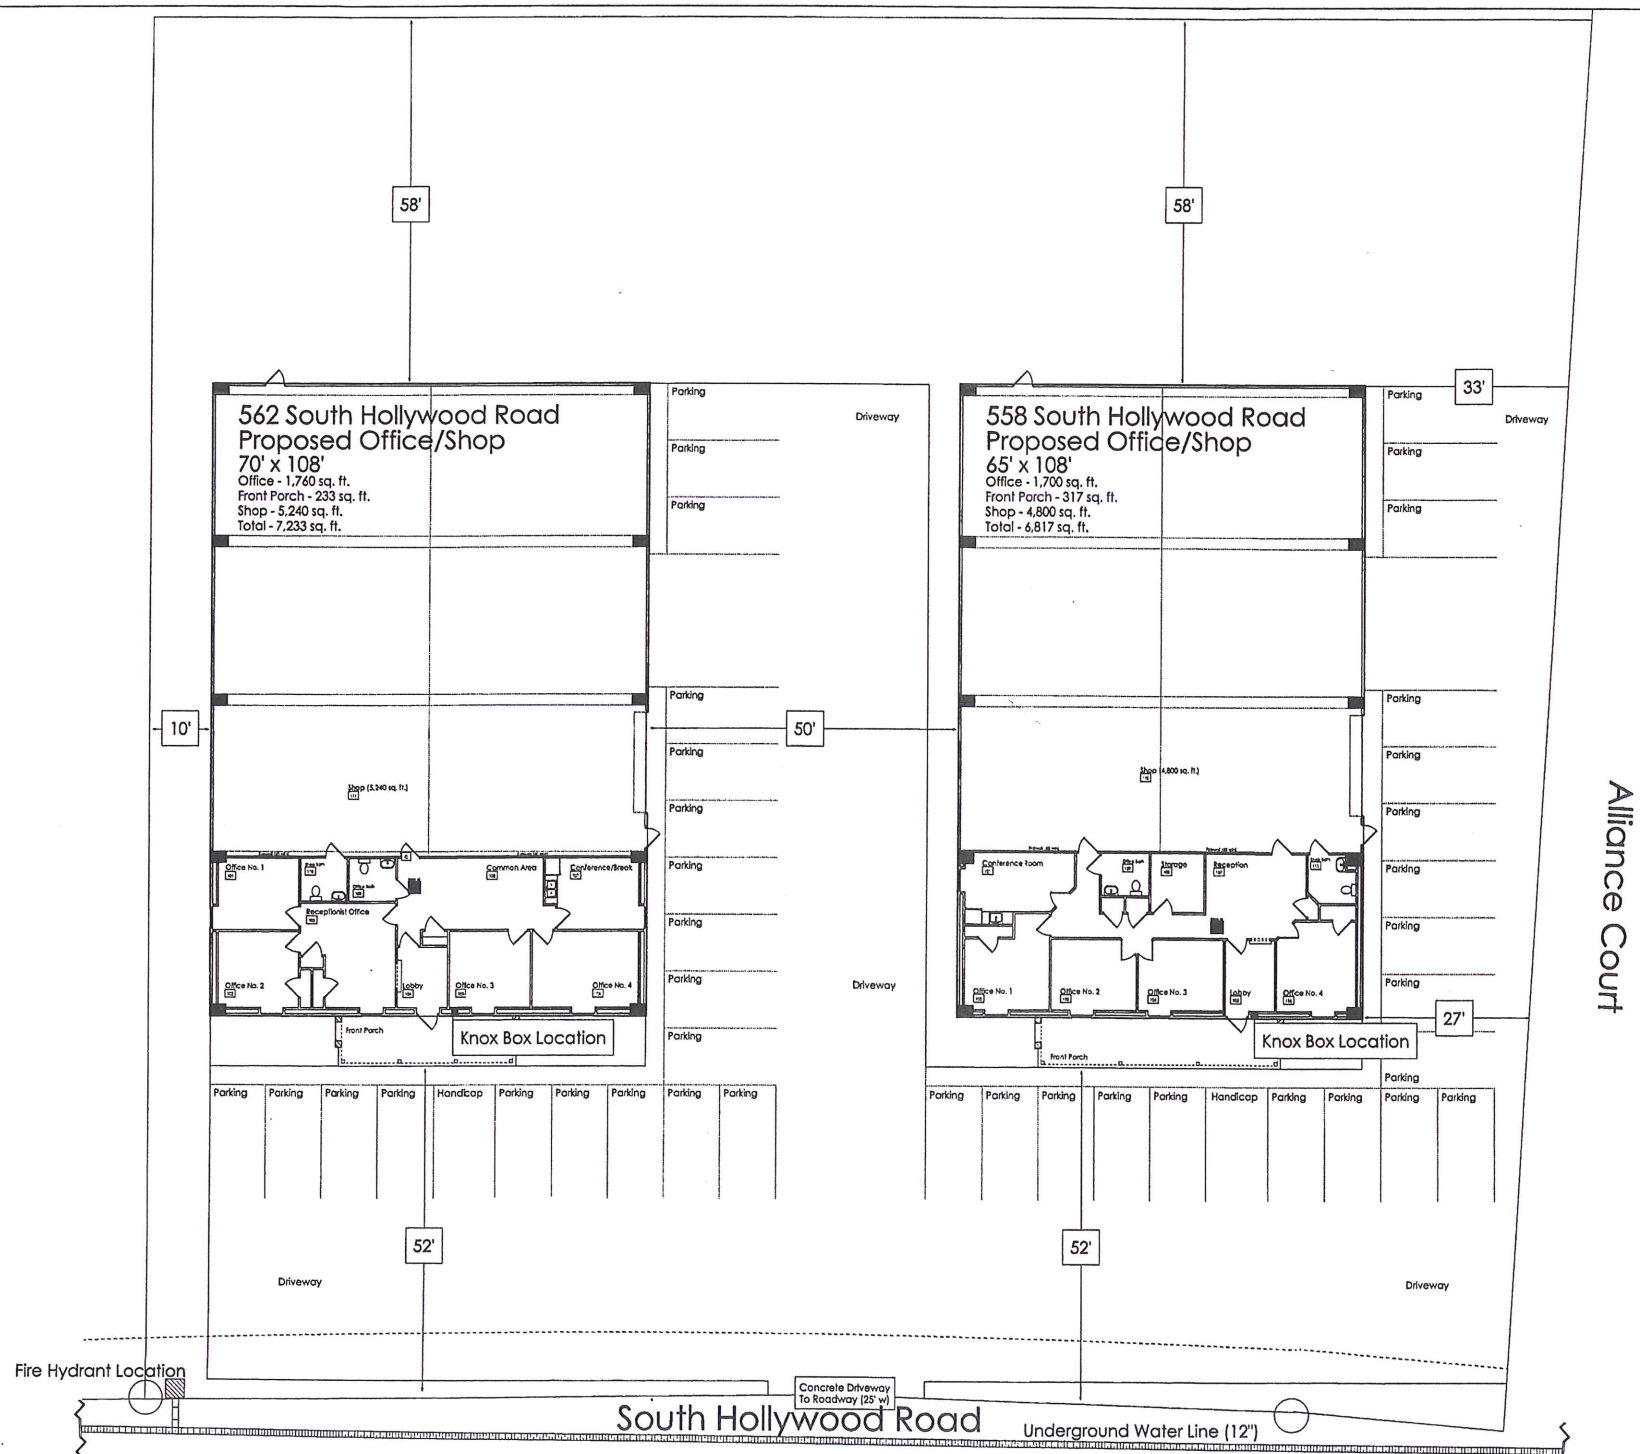 58'
58'
562 South Hollywood Road
Proposed Office/Shop
70' x 108'
Office - 1,760 sq. ft.
Front Porch - 233 sq. ft.
Shop - 5,240 sq. ft.
Total - 7,233 sq. ft.
Parking
Parking
Parking
Driveway
558 South Hollywood Road
Proposed Office/Shop
65' x 108'
Office - 1,700 sq. ft.
Front Porch - 317 sq. ft.
Shop - 4,800 sq. ft.
Total - 6,817 sq. ft.
Parking
Parking
Parking
33'
Driveway
10'
50'
Parking
Parking
Parking
Parking
Parking
Parking
Parking
Driveway
Parking
Parking
Parking
Parking
Parking
Parking
Alliance Court
Shop (5,240 sq. ft.)
Shop (4,800 sq. ft.)
Office No. 1
Common Area
Conference/Break
Receptionist Office
Office No. 2
Lobby
Office No. 3
Office No. 4
Conference Room
Storage
Reception
Office No. 1
Office No. 2
Office No. 3
Lobby
Office No. 4
27'
Front Porch
Knox Box Location
Front Porch
Knox Box Location
Parking
Parking
Parking
Parking
Parking
Handicap
Parking
Parking
Parking
Parking
Parking
Parking
Parking
Parking
Parking
Parking
Handicap
Parking
Parking
Parking
Parking
52'
52'
Driveway
Driveway
Fire Hydrant Location
Concrete Driveway
To Roadway (25' w)
South Hollywood Road
Underground Water Line (12")